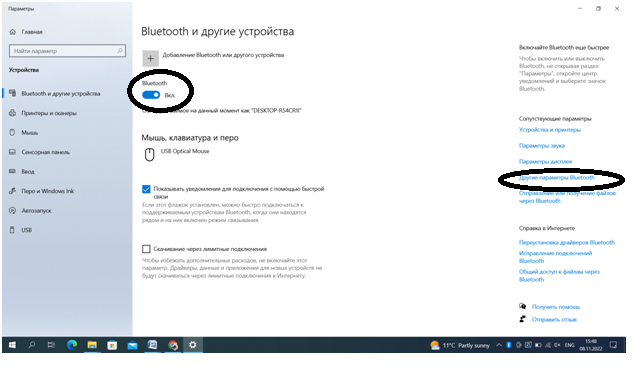 Параметры
Главная
Найти параметр
Устройства
Bluetooth и другие устройства
Принтеры и сканеры
Мышь
Сенсорная панель
Ввод
Перо и Windows Ink
Автозапуск
USB
Bluetooth и другие устройства
Добавление Bluetooth или другого устройства
Bluetooth
Вкл.
на данный момент как "DESKTOP-R54CR1I"
Мышь, клавиатура и перо
USB Optical Mouse
Показывать уведомления для подключения с помощью быстрой
связи
Если этот флажок установлен, можно быстро подключаться к
поддерживаемым устройствам Bluetooth, когда они находятся
рядом и на них включен режим связывания.
Скачивание через лимитные подключения
Чтобы избежать дополнительных расходов, не включайте этот
параметр. Драйверы, данные и приложения для новых устройств не
будут скачиваться через лимитные подключения к Интернету.
Включайте Bluetooth еще быстрее
Чтобы включить или выключить
Bluetooth, не открывая раздел
"Параметры", откройте центр
уведомлений и выберите значок
Bluetooth.
Сопутствующие параметры
Устройства и принтеры
Параметры звука
Параметры дисплея
Другие параметры Bluetooth
Отправление или получение файлов
через Bluetooth
Справка в Интернете
Переустановка драйверов Bluetooth
Исправление подключений
Bluetooth
Общий доступ к файлам через
Bluetooth
Получить помощь
Отправить отзыв
11°C Partly sunny
ENG
15:48
08.11.2022